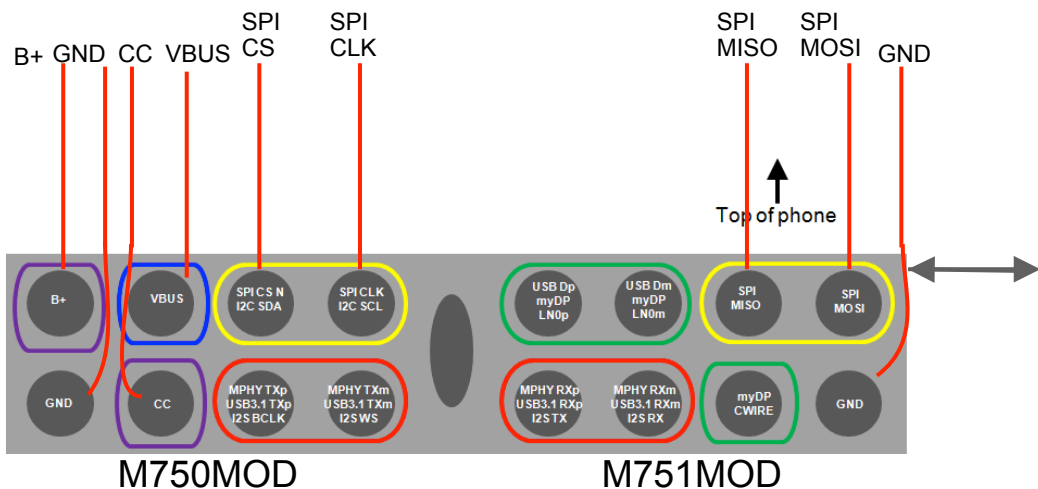 SPI
CS
SPI
CLK
SPI
MISO
SPI
MOSI
B+ GND CC VBUS
GND
Top of phone
B+
VBUS
SPI CS N
I2C SDA
SPI CLK
I2C SCL
USB Dp
myDP
LN0p
USB Dm
myDP
LN0m
SPI
MISO
SPI
MOSI
GND
CC
MPHY TXp
USB3.1 TXp
I2S BCLK
MPHY TXm
USB3.1 TXm
I2S WS
MPHY RXp
USB3.1 RXp
I2S TX
MPHY RXm
USB3.1 RXm
I2S RX
myDP
CWIRE
GND
M750MOD
M751MOD